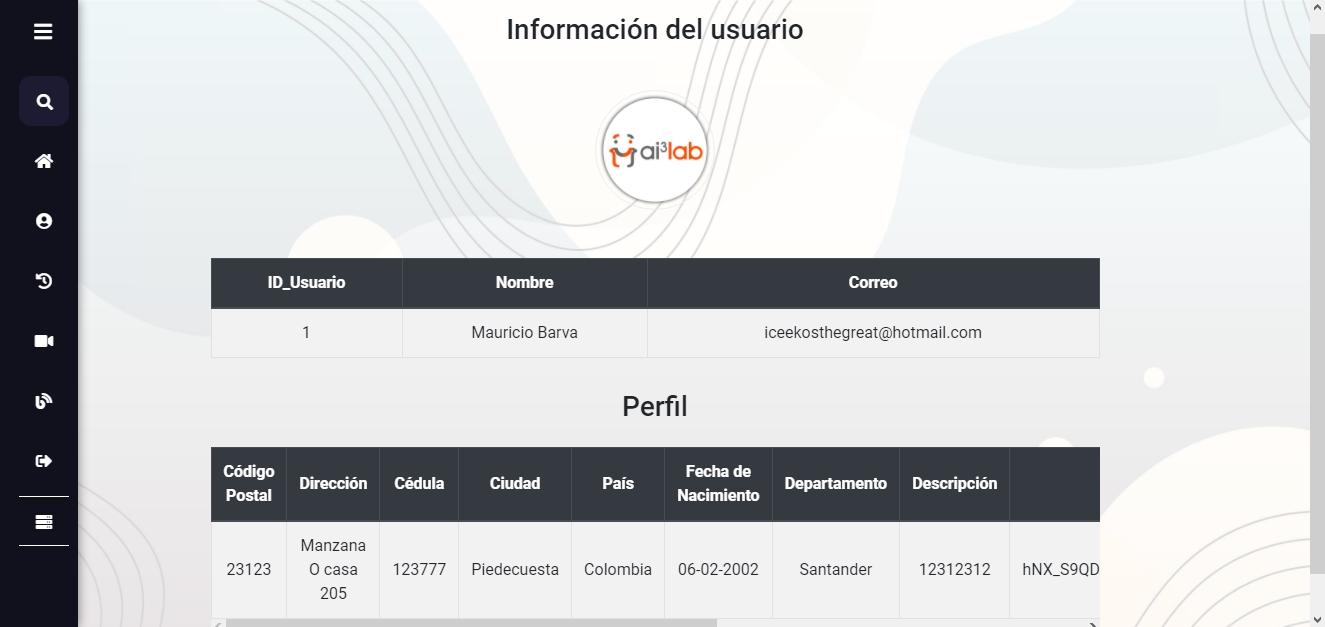 Información del usuario
ai³lab
ID_Usuario Nombre Correo
1 Mauricio Barva iceekosthegreat@hotmail.com
Perfil
Código Postal Dirección Cédula Ciudad País Fecha de Nacimiento Departamento Descripción
23123 Manzana O casa 205 123777 Piedecuesta Colombia 06-02-2002 Santander 12312312 hNX_S9QD